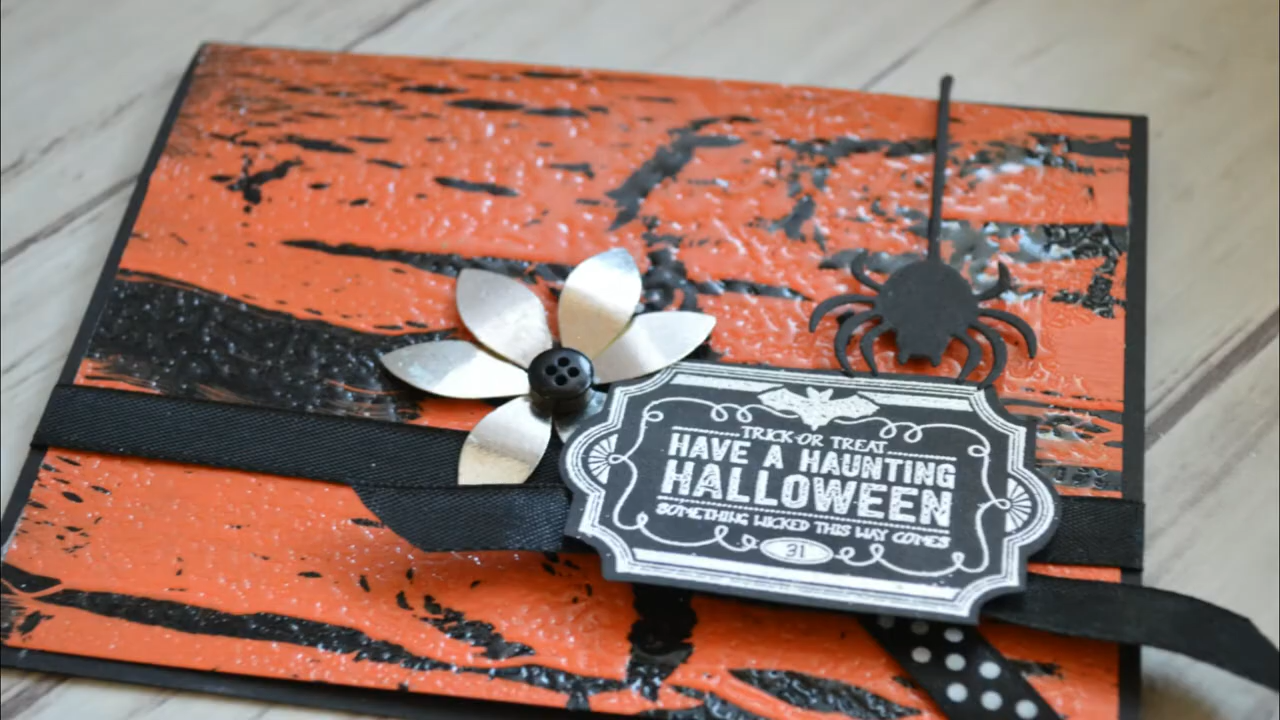 TRICK OR TREAT
HAVE A HAUNTING
HALLOWEEN
SOMETHING WICKED THIS WAY COMES
31